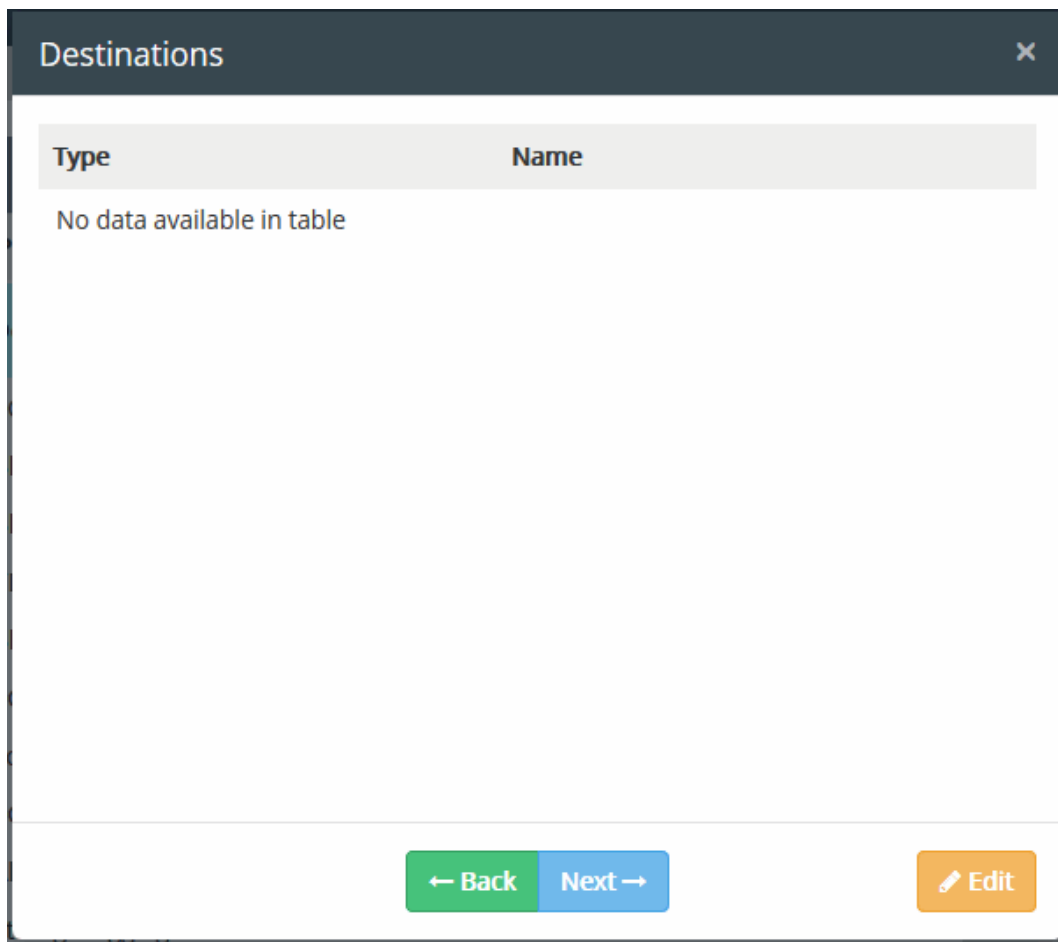 Destinations ×
Type Name
No data available in table
← Back Next → Edit